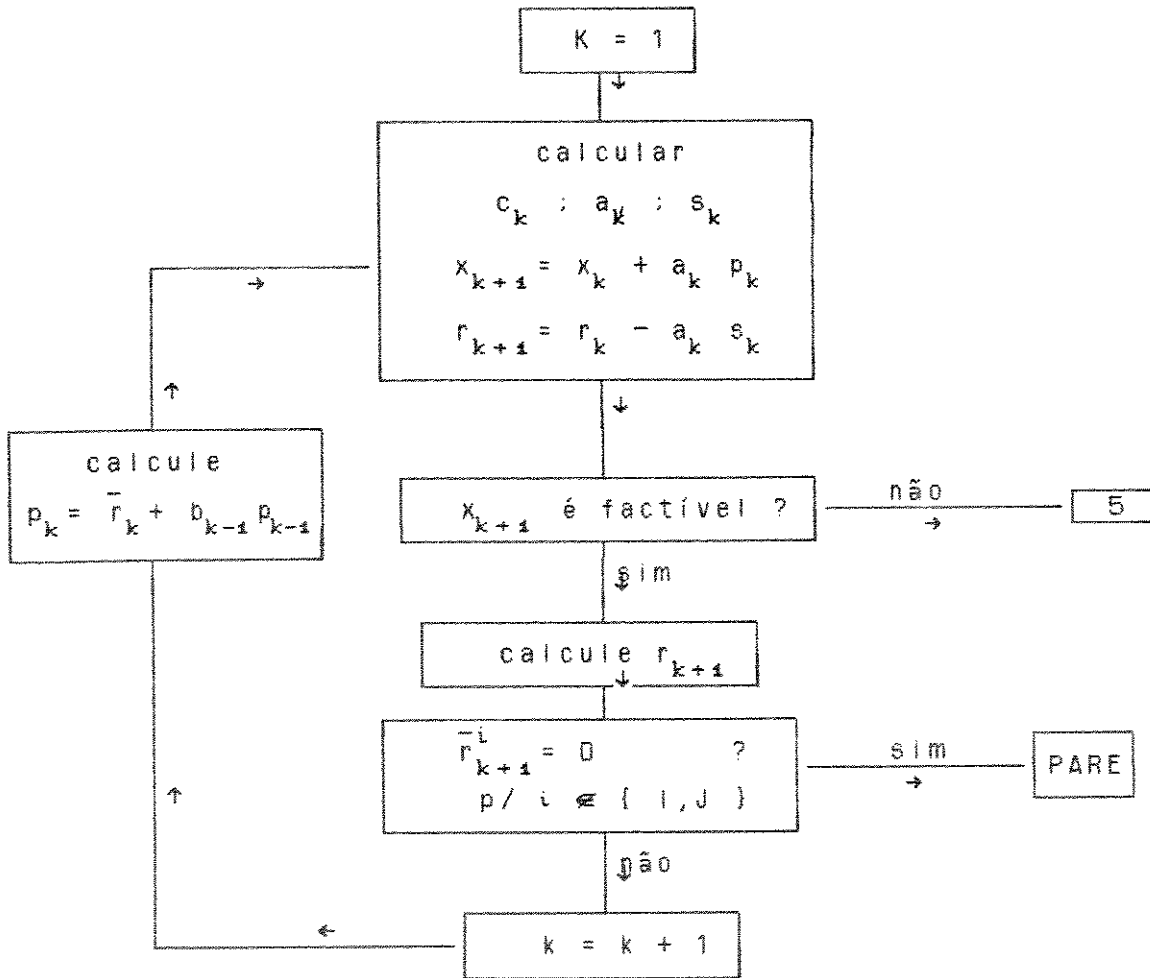 K = 1
calcular
c_k ; a_k ; s_k
x_{k+1} = x_k + a_k p_k
r_{k+1} = r_k - a_k s_k
calcule
p_k = r̄_k + b_{k-1} p_{k-1}
x_{k+1} é factível ?
não
5
sim
calcule r_{k+1}
r̄^i_{k+1} = 0 ?
p/ i ∉ { I,J }
sim
PARE
não
k = k + 1